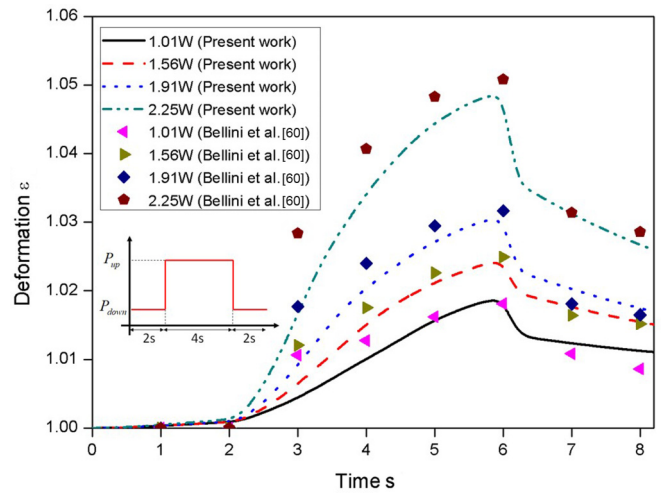 1.06
1.05
1.04
1.03
1.02
1.01
1.00
Deformation ε
1.01W (Present work)
1.56W (Present work)
1.91W (Present work)
2.25W (Present work)
1.01W (Bellini et al.[60])
1.56W (Bellini et al.[60])
1.91W (Bellini et al.[60])
2.25W (Bellini et al.[60])
P_up
P_down
2s 4s 2s
0 1 2 3 4 5 6 7 8
Time s